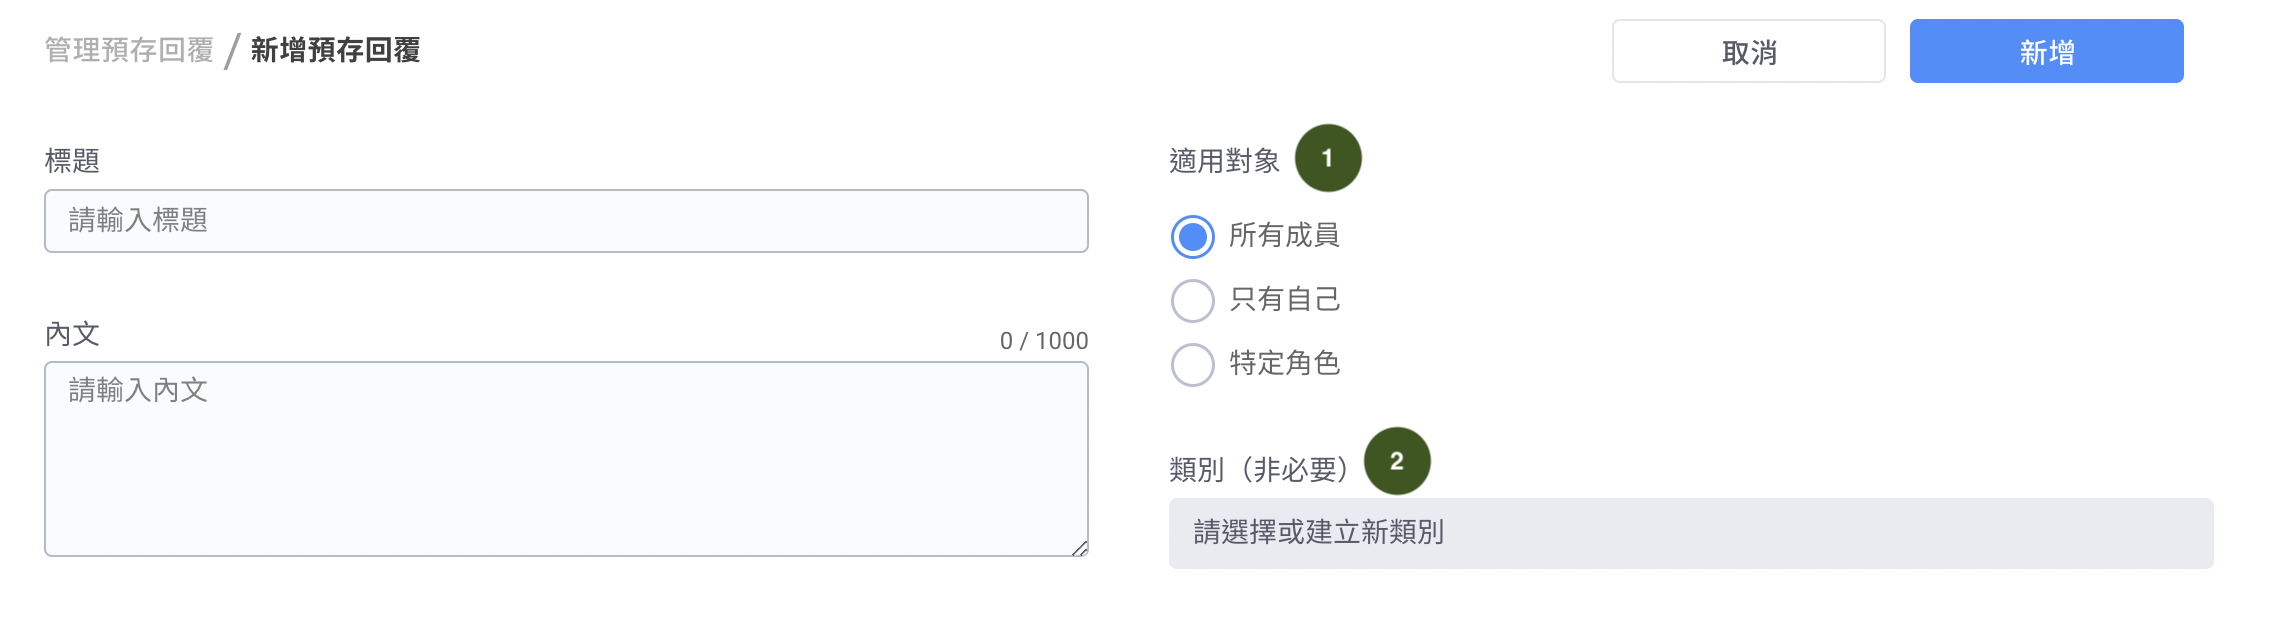 管理預存回覆 / 新增預存回覆
取消
新增
標題
請輸入標題
內文
0 / 1000
請輸入內文
適用對象 1
所有成員
只有自己
特定角色
類別（非必要） 2
請選擇或建立新類別